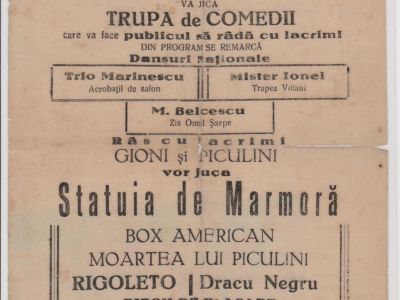 VA JICA
TRUPA de COMEDII
care va face publicul să râdă cu lacrimi
DIN PROGRAM SE REMARCĂ
Dansuri Naționale
Trio Marinescu
Acrobații de salon
Mister Ionel
Trapez Volant
M. Belcescu
Zis Omul Șarpe
Râs cu lacrimi
GIONI și PICULINI
vor juca
Statuia de Marmoră
BOX AMERICAN
MOARTEA LUI PICULINI
RIGOLETO | Dracu Negru